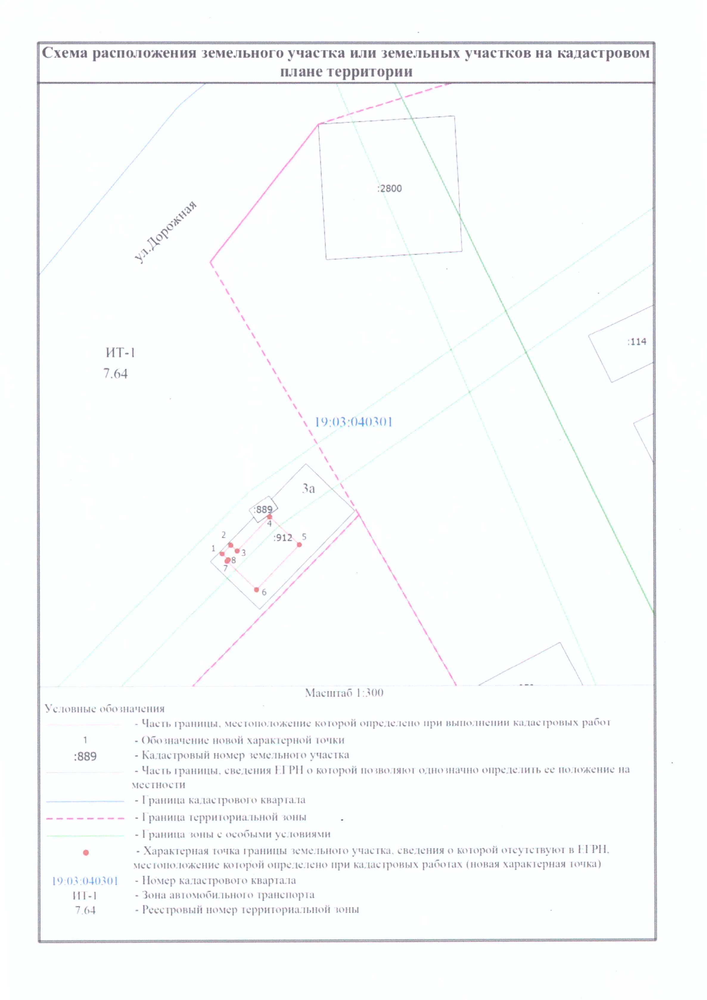 Схема расположения земельного участка или земельных участков на кадастровом
плане территории
:2800
ул.Дорожная
:114
ИТ-1
7.64
19:03:040301
3а
:889
4
2
:912
5
1
3
8
7
6
Масштаб 1:300
Условные обозначения
- Часть границы, местоположение которой определено при выполнении кадастровых работ
1 - Обозначение новой характерной точки
:889 - Кадастровый номер земельного участка
- Часть границы, сведения ЕГРН о которой позволяют однозначно определить ее положение на
местности
- Граница кадастрового квартала
- Граница территориальной зоны
- Граница зоны с особыми условиями
- Характерная точка границы земельного участка, сведения о которой отсутствуют в ЕГРН,
местоположение которой определено при кадастровых работах (новая характерная точка)
19:03:040301 - Номер кадастрового квартала
ИТ-1 - Зона автомобильного транспорта
7.64 - Реестровый номер территориальной зоны